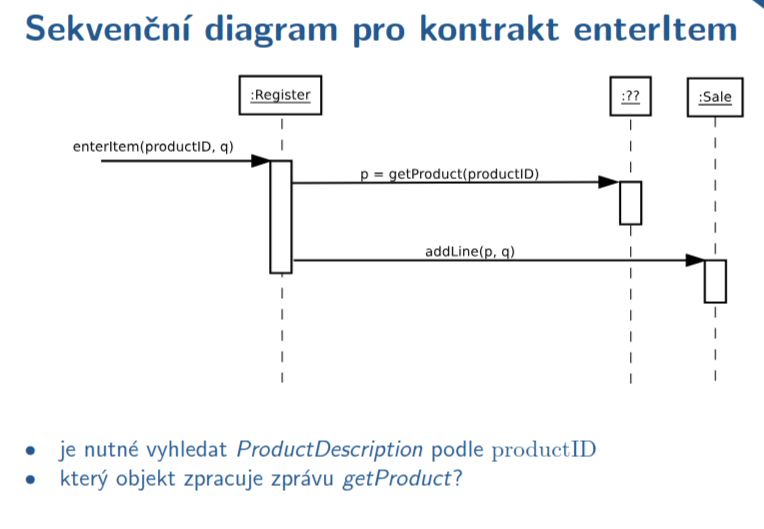 Sekvenční diagram pro kontrakt enterItem
:Register
:??
:Sale
enterItem(productID, q)
p = getProduct(productID)
addLine(p, q)
• je nutné vyhledat ProductDescription podle productID
• který objekt zpracuje zprávu getProduct?